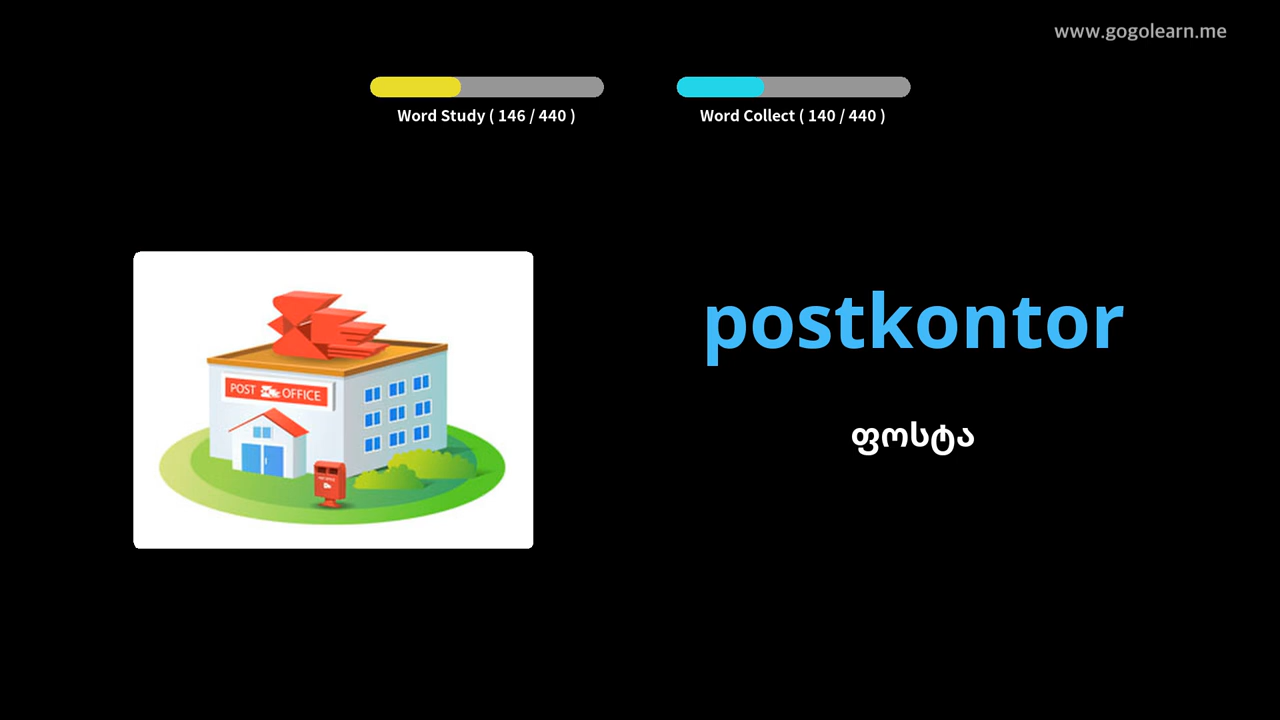 www.gogolearn.me
Word Study ( 146 / 440 )
Word Collect ( 140 / 440 )
POST OFFICE
postkontor
ფოსტა